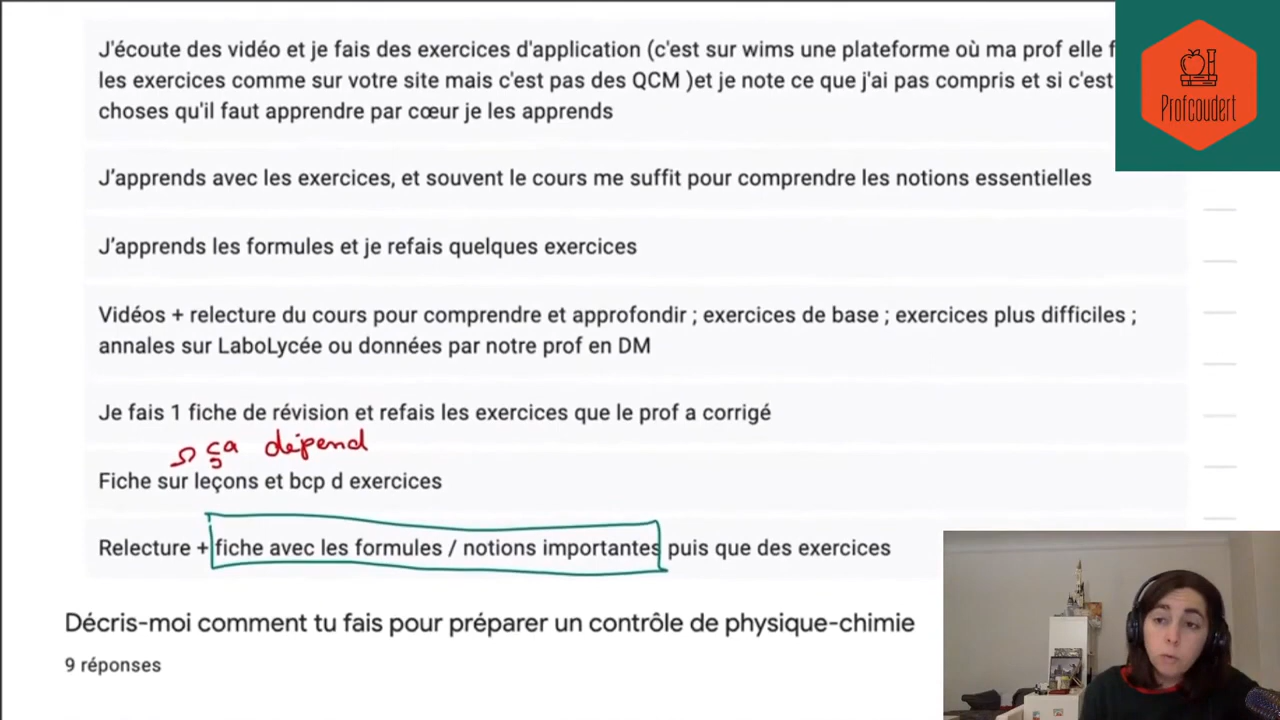 J'écoute des vidéo et je fais des exercices d'application (c'est sur wims une plateforme où ma prof elle f
les exercices comme sur votre site mais c'est pas des QCM )et je note ce que j'ai pas compris et si c'est
choses qu'il faut apprendre par cœur je les apprends
Profcoudert
J'apprends avec les exercices, et souvent le cours me suffit pour comprendre les notions essentielles
J'apprends les formules et je refais quelques exercices
Vidéos + relecture du cours pour comprendre et approfondir ; exercices de base ; exercices plus difficiles ;
annales sur LaboLycée ou données par notre prof en DM
Je fais 1 fiche de révision et refais les exercices que le prof a corrigé
ça dépend
Fiche sur leçons et bcp d exercices
Relecture + fiche avec les formules / notions importantes puis que des exercices
Décris-moi comment tu fais pour préparer un contrôle de physique-chimie
9 réponses